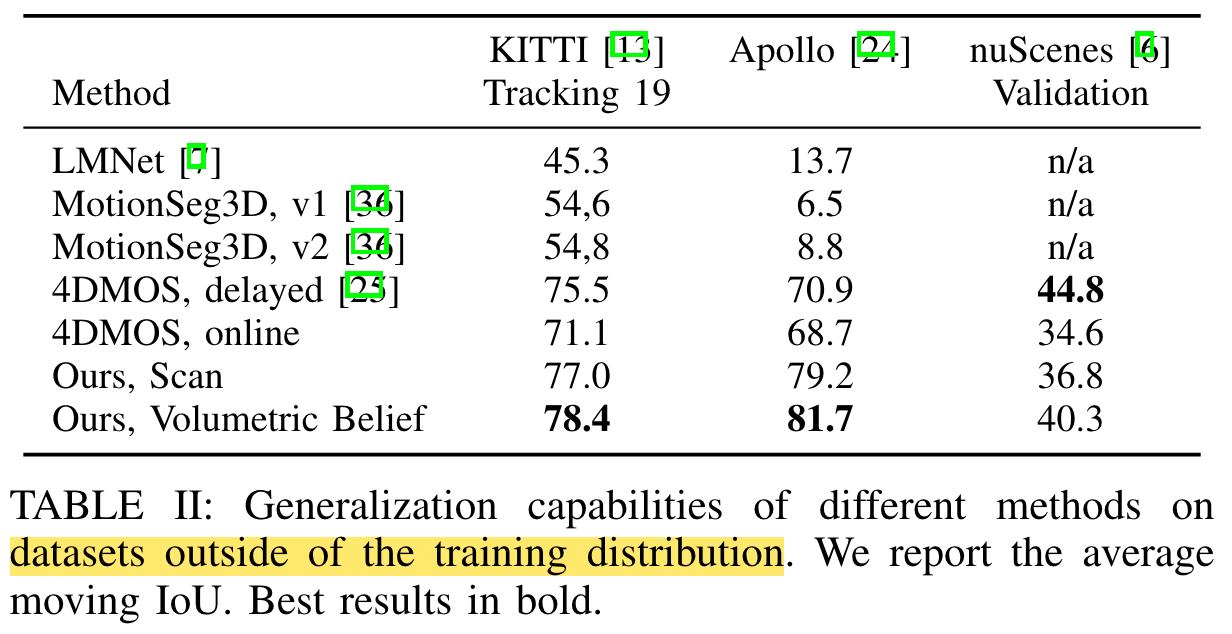 KITTI [13] Apollo [24] nuScenes [6]
Method Tracking 19 Validation
LMNet [7] 45.3 13.7 n/a
MotionSeg3D, v1 [36] 54,6 6.5 n/a
MotionSeg3D, v2 [36] 54,8 8.8 n/a
4DMOS, delayed [25] 75.5 70.9 44.8
4DMOS, online 71.1 68.7 34.6
Ours, Scan 77.0 79.2 36.8
Ours, Volumetric Belief 78.4 81.7 40.3
TABLE II: Generalization capabilities of different methods on
datasets outside of the training distribution. We report the average
moving IoU. Best results in bold.